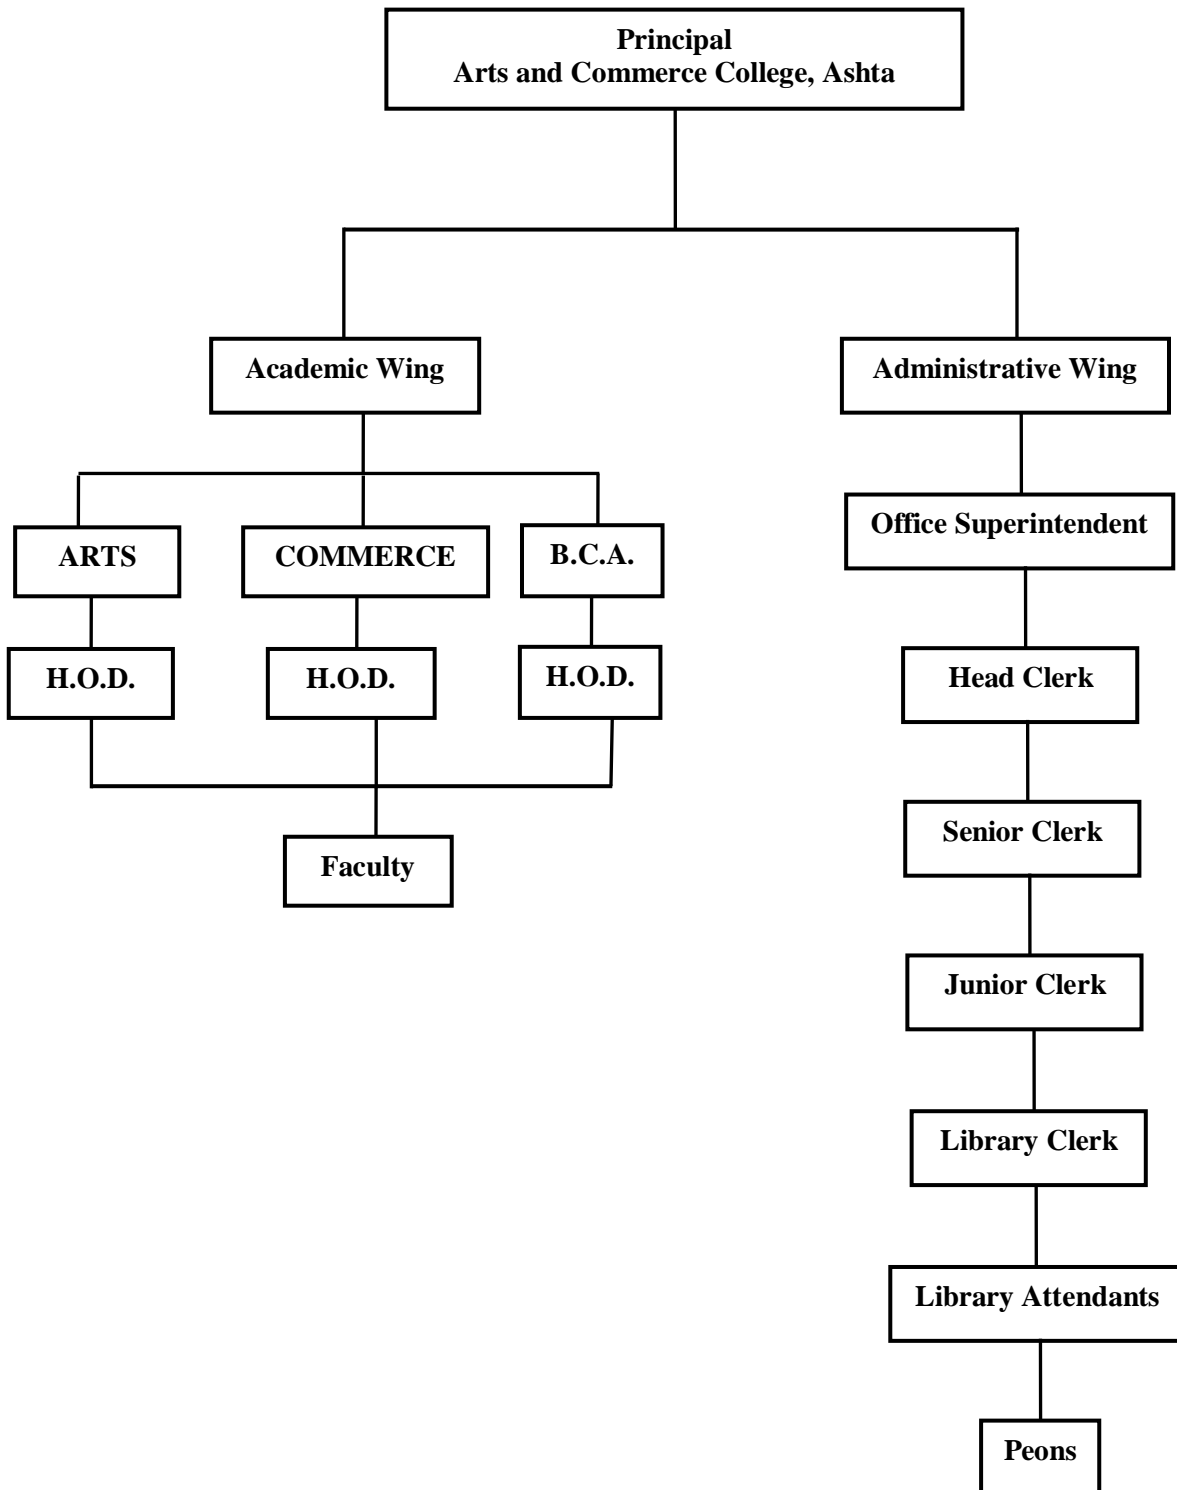 Principal
Arts and Commerce College, Ashta
Academic Wing
Administrative Wing
Office Superintendent
ARTS
COMMERCE
B.C.A.
H.O.D.
H.O.D.
H.O.D.
Head Clerk
Senior Clerk
Faculty
Junior Clerk
Library Clerk
Library Attendants
Peons